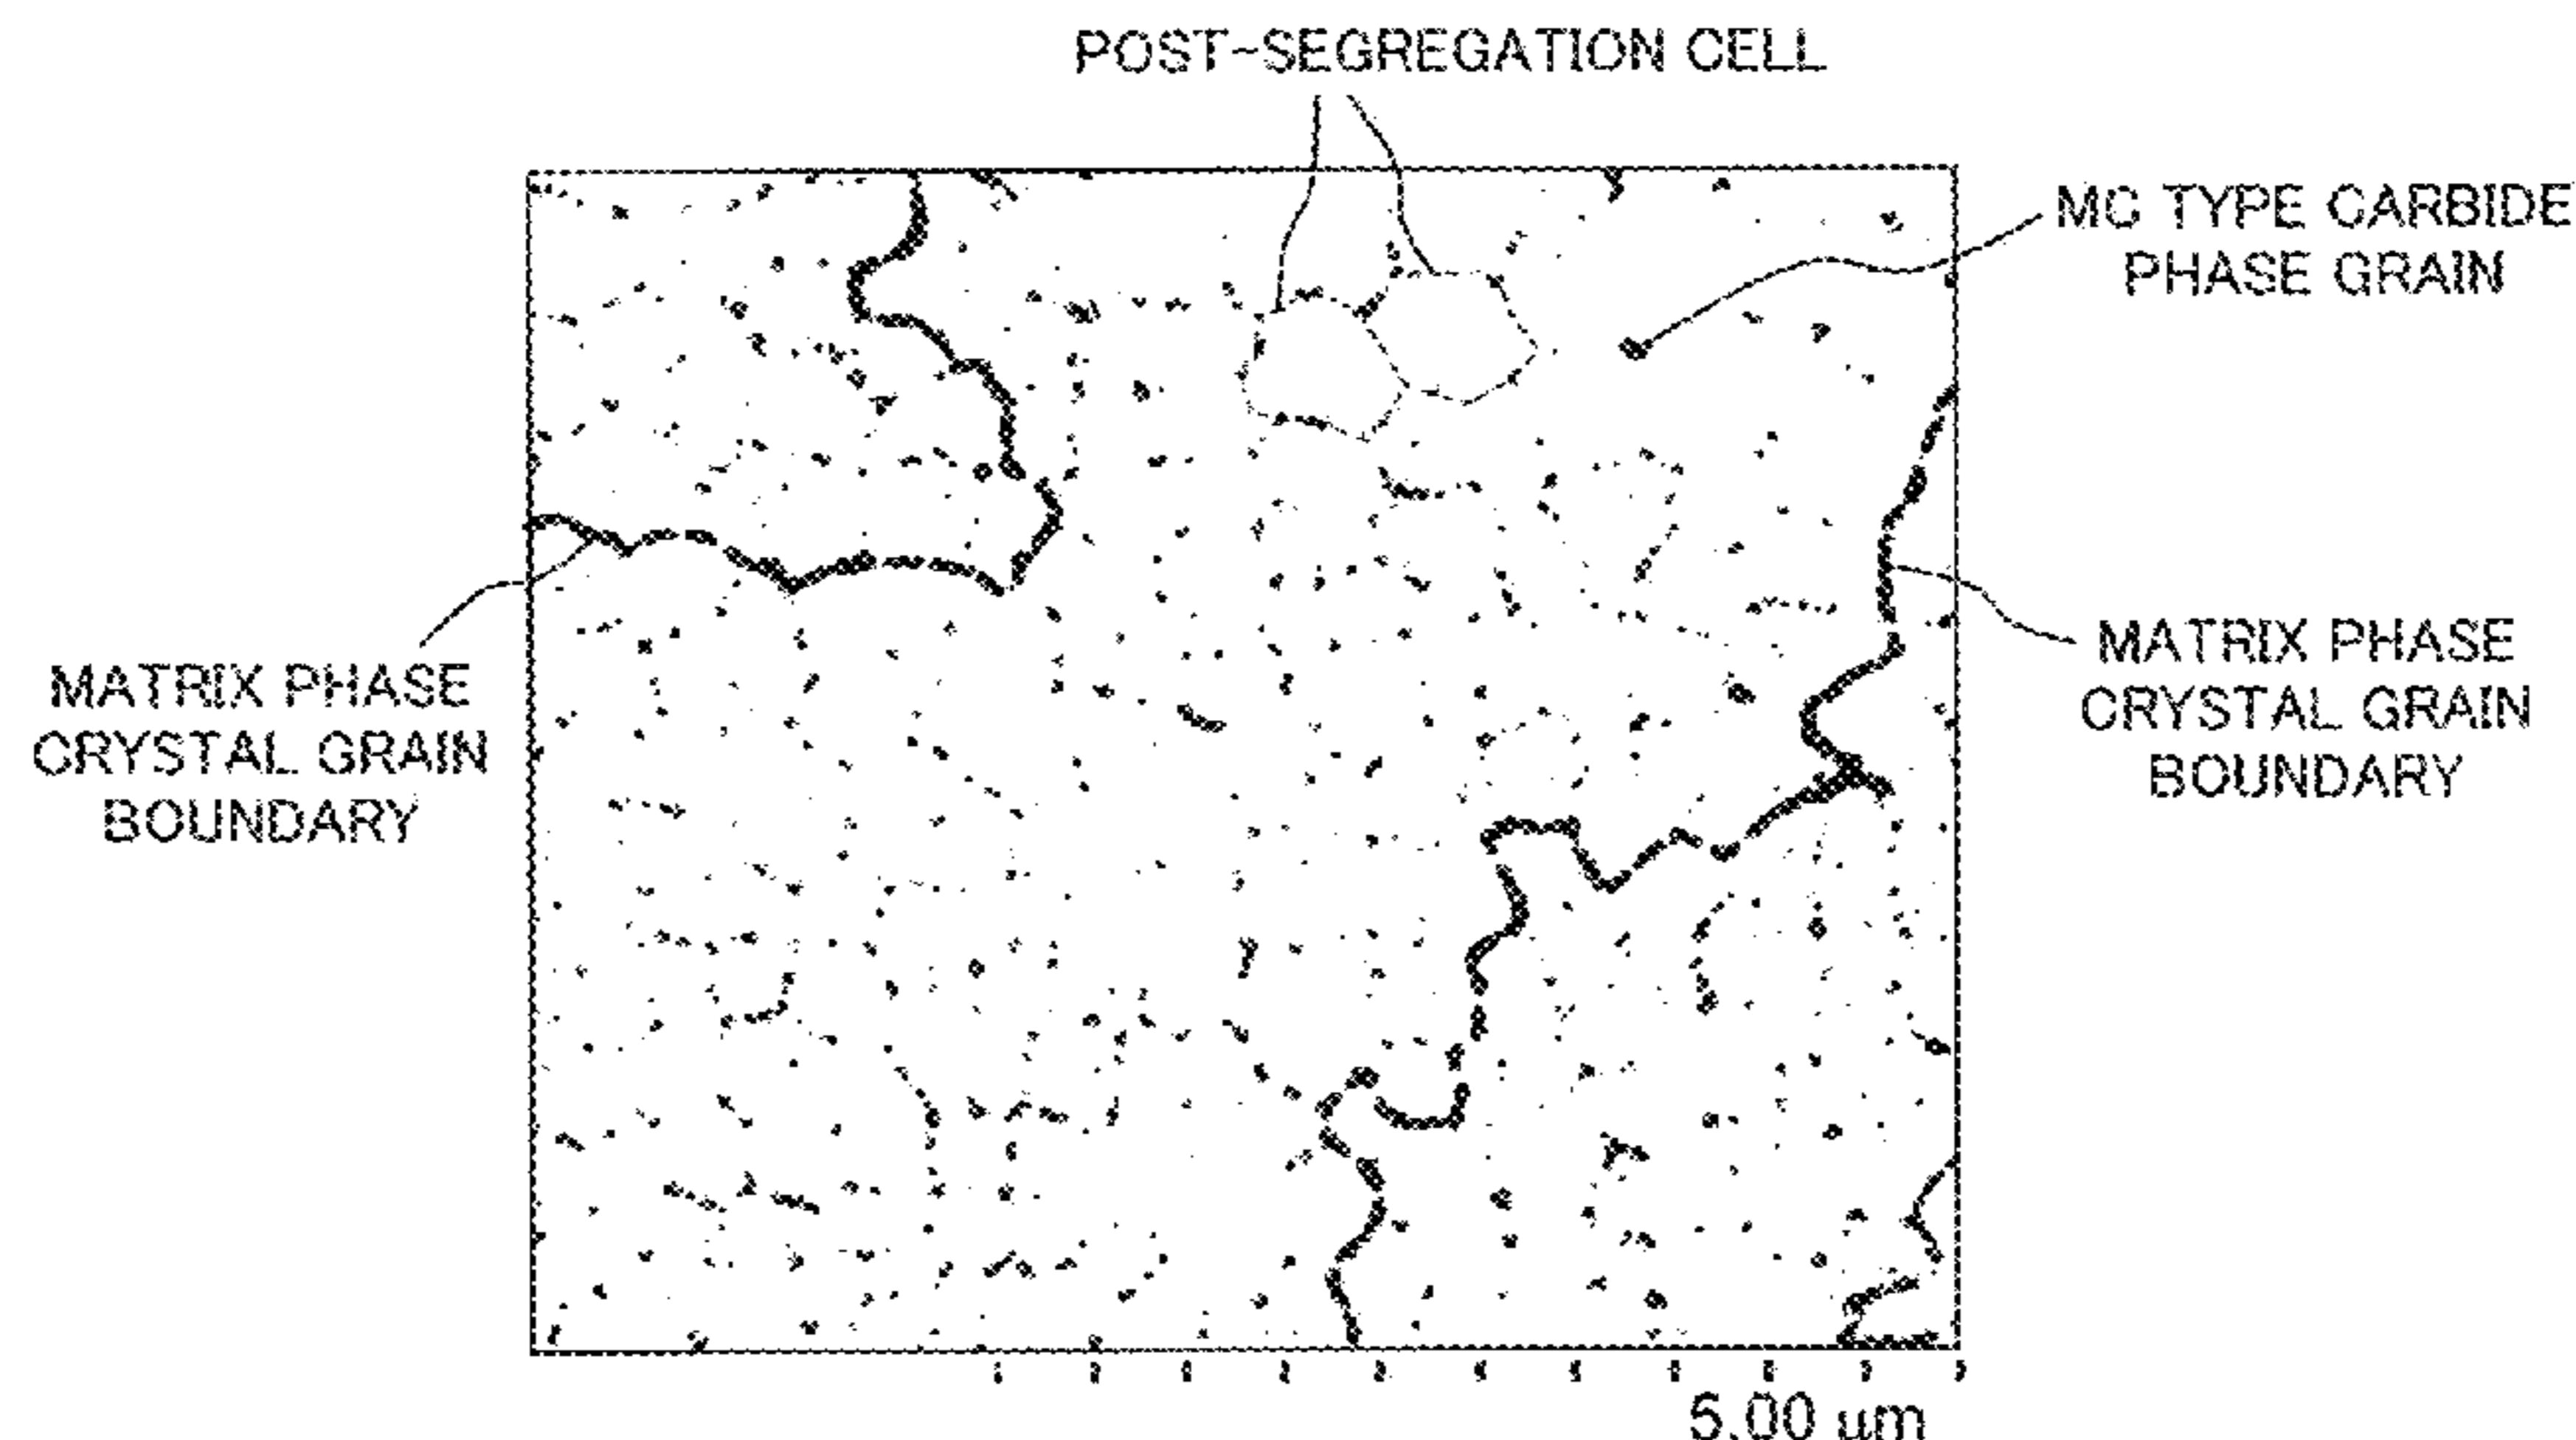 POST-SEGREGATION CELL
MC TYPE CARBIDE
PHASE GRAIN
MATRIX PHASE
CRYSTAL GRAIN
BOUNDARY
MATRIX PHASE
CRYSTAL GRAIN
BOUNDARY
5.00 um